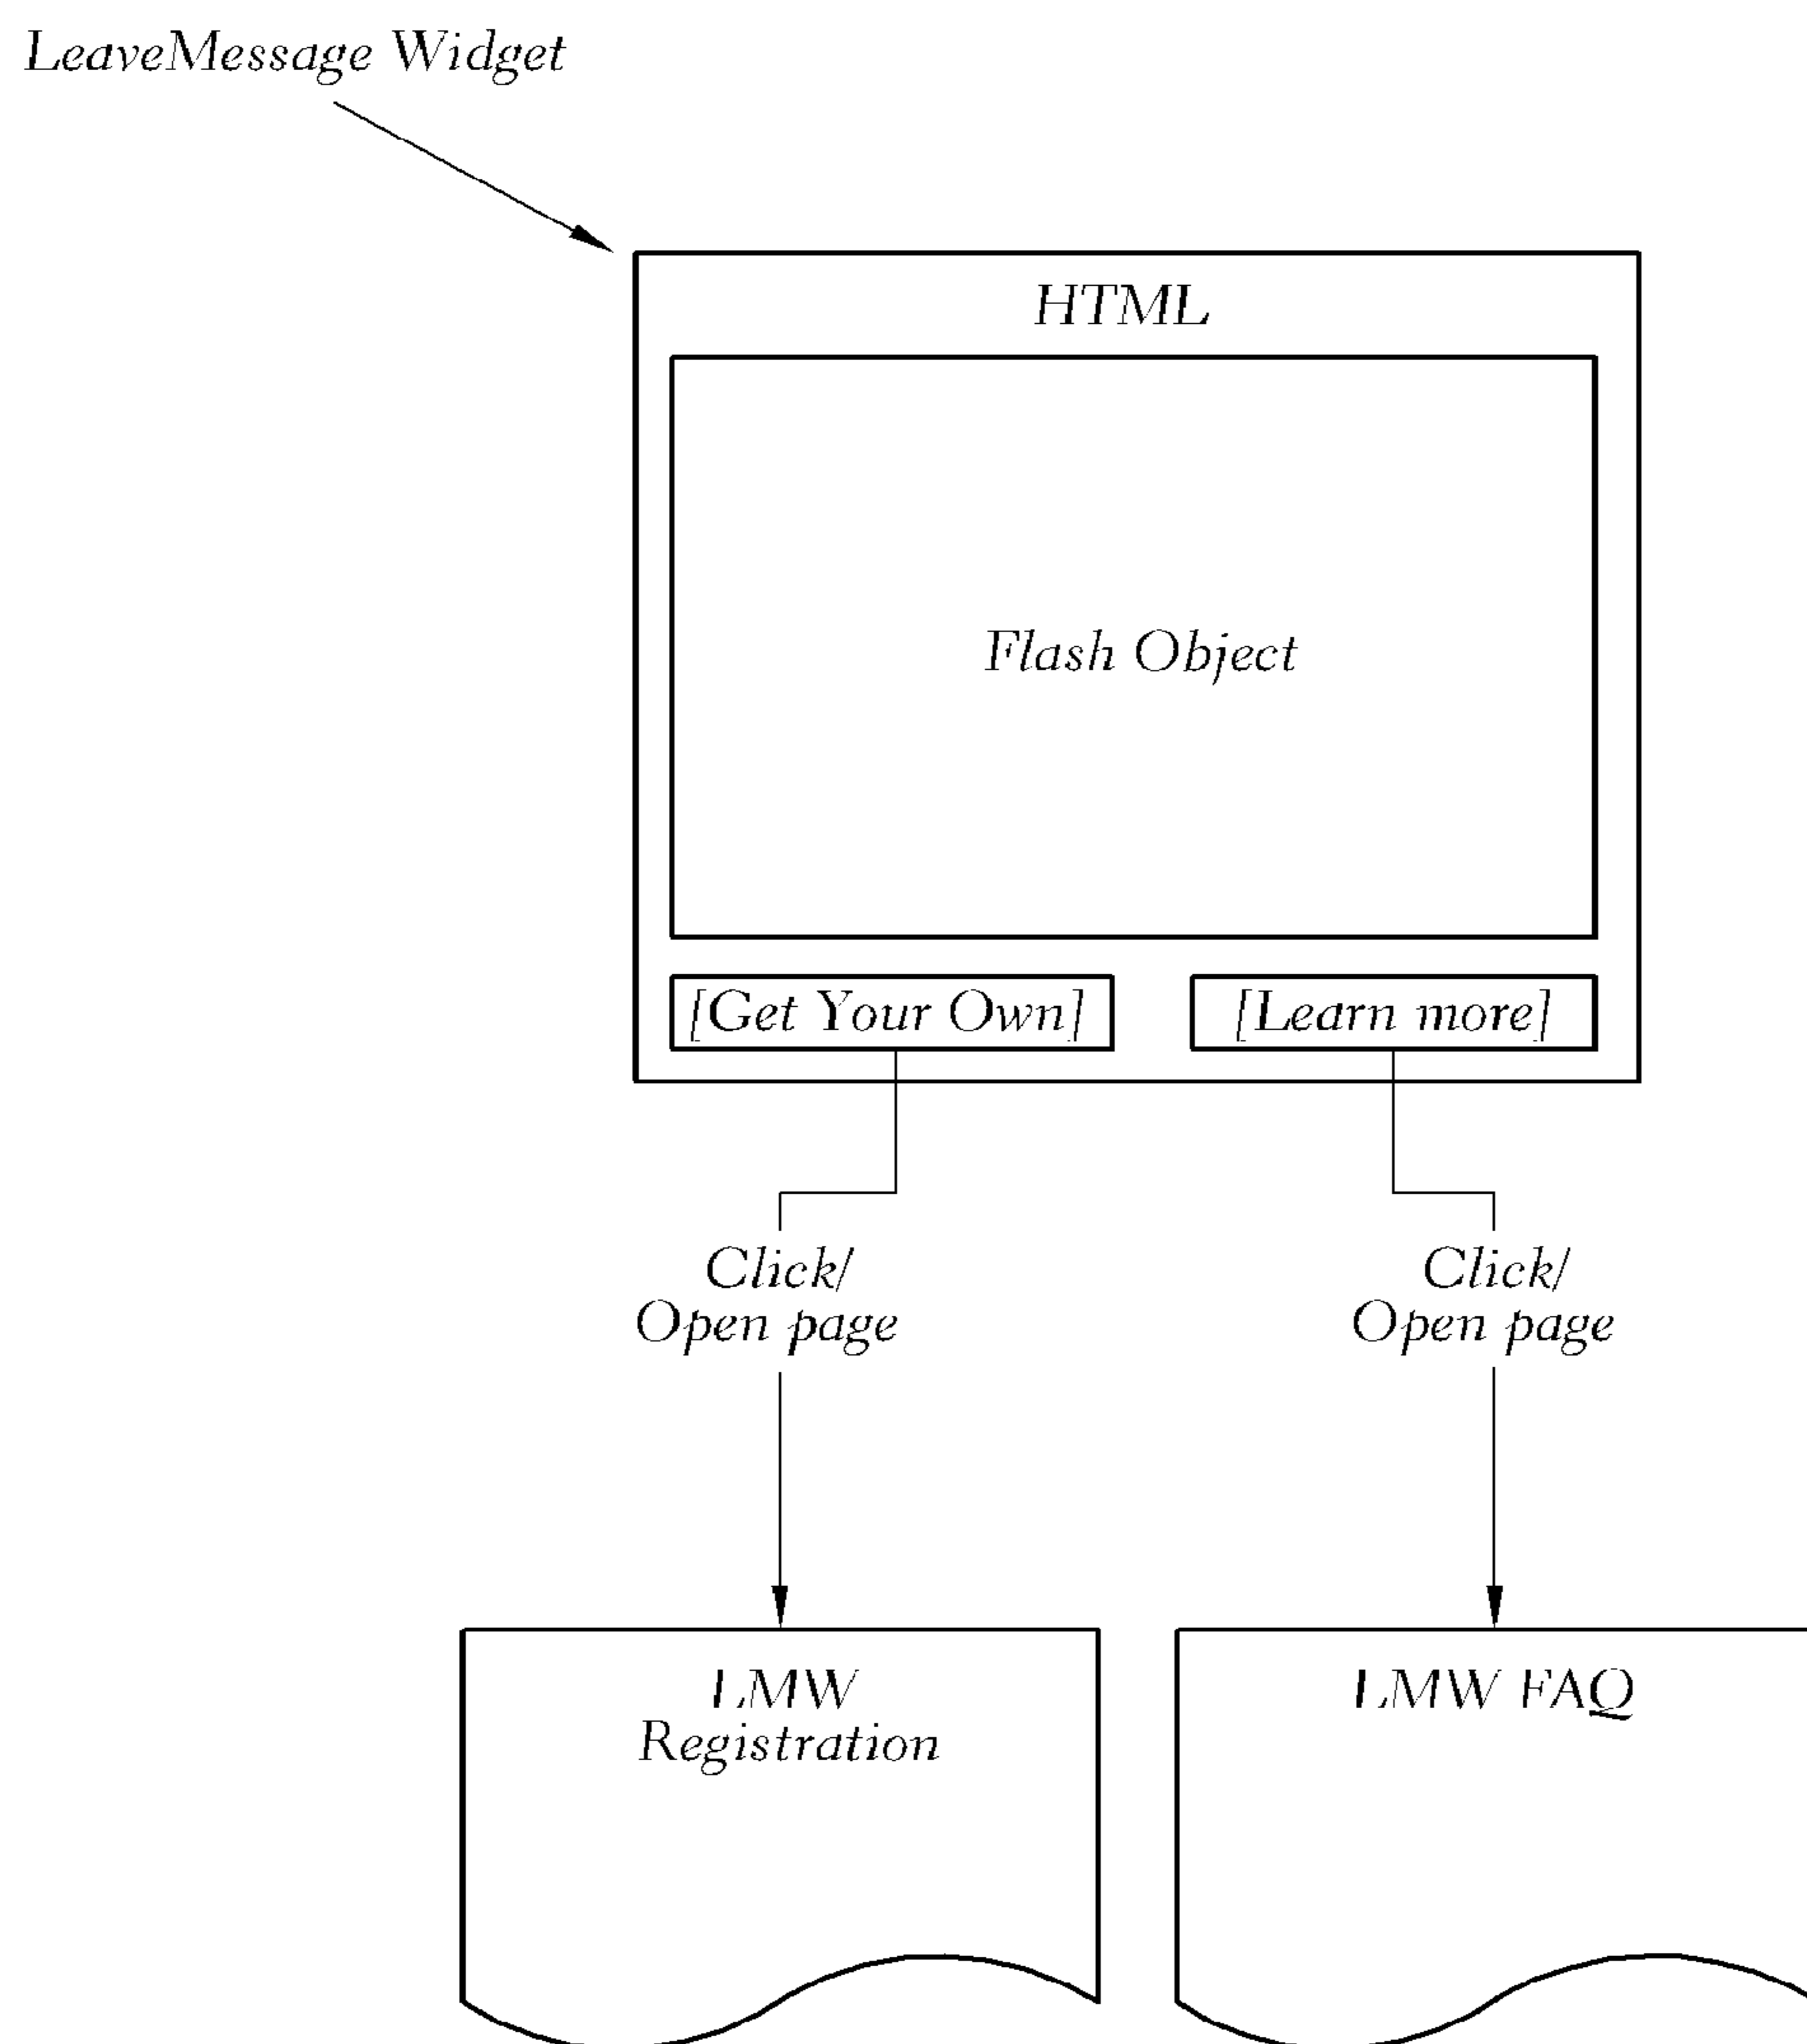 LeaveMessage Widget
HTML
Flash Object
[Get Your Own] [Learn more]
Click/
Open page
Click/
Open page
LMW
Registration
LMW FAQ